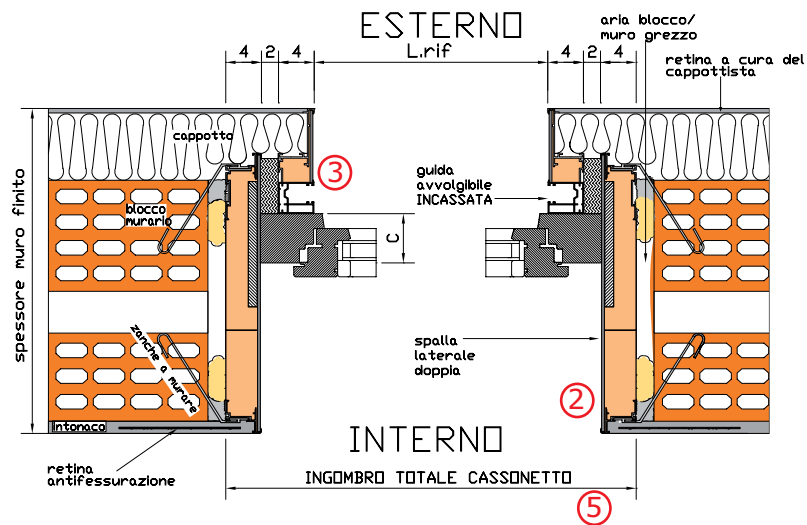 ESTERNO
aria blocco/
muro grezzo
4 2 4
L.rif
4 2 4
retina a cura del
cappottista
cappotto
3
guida
avvolgibile
INCASSATA
blocco
murario
C
spessore muro finito
zanche a murare
spalla
laterale
doppia
2
intonaco
INTERNO
retina
antifessurazione
INGOMBRO TOTALE CASSONETTO
5